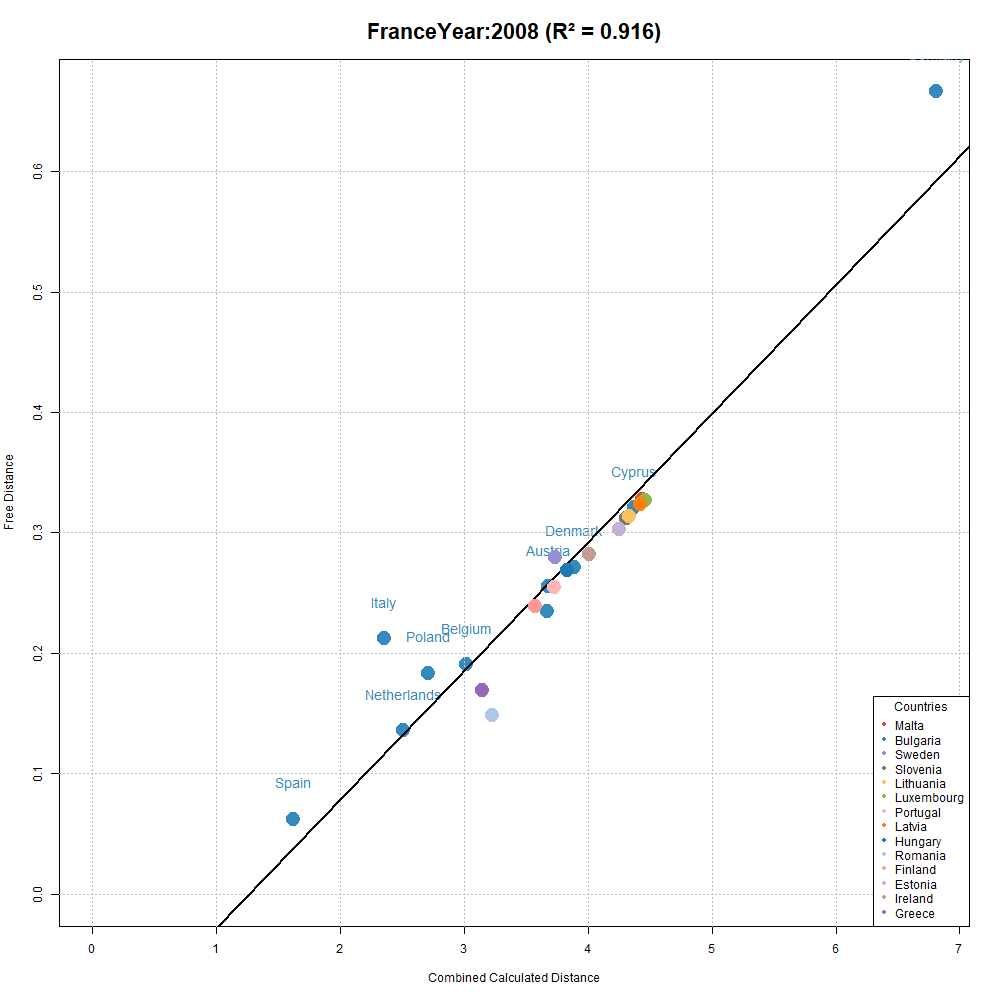 FranceYear:2008 (R² = 0.916)
0.6
0.5
0.4
0.3
0.2
0.1
0.0
Free Distance
Cyprus
Denmark
Austria
Italy
Belgium
Poland
Netherlands
Spain
Countries
Malta
Bulgaria
Sweden
Slovenia
Lithuania
Luxembourg
Portugal
Latvia
Hungary
Romania
Finland
Estonia
Ireland
Greece
0 1 2 3 4 5 6 7
Combined Calculated Distance